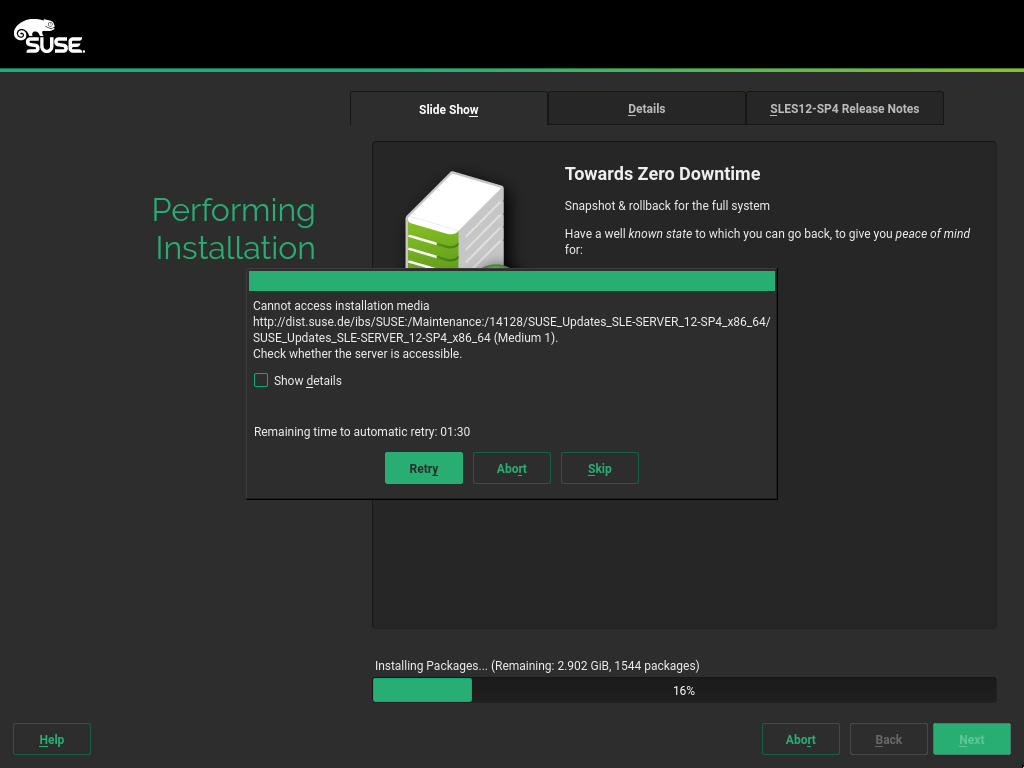 SUSE.
Slide Show
Details
SLES12-SP4 Release Notes
Performing
Installation
Towards Zero Downtime
Snapshot & rollback for the full system
Have a well known state to which you can go back, to give you peace of mind
for:
Cannot access installation media
http://dist.suse.de/ibs/SUSE:/Maintenance:/14128/SUSE_Updates_SLE-SERVER_12-SP4_x86_64/
SUSE_Updates_SLE-SERVER_12-SP4_x86_64 (Medium 1).
Check whether the server is accessible.
Show details
Remaining time to automatic retry: 01:30
Retry
Abort
Skip
Installing Packages... (Remaining: 2.902 GiB, 1544 packages)
16%
Help
Abort
Back
Next